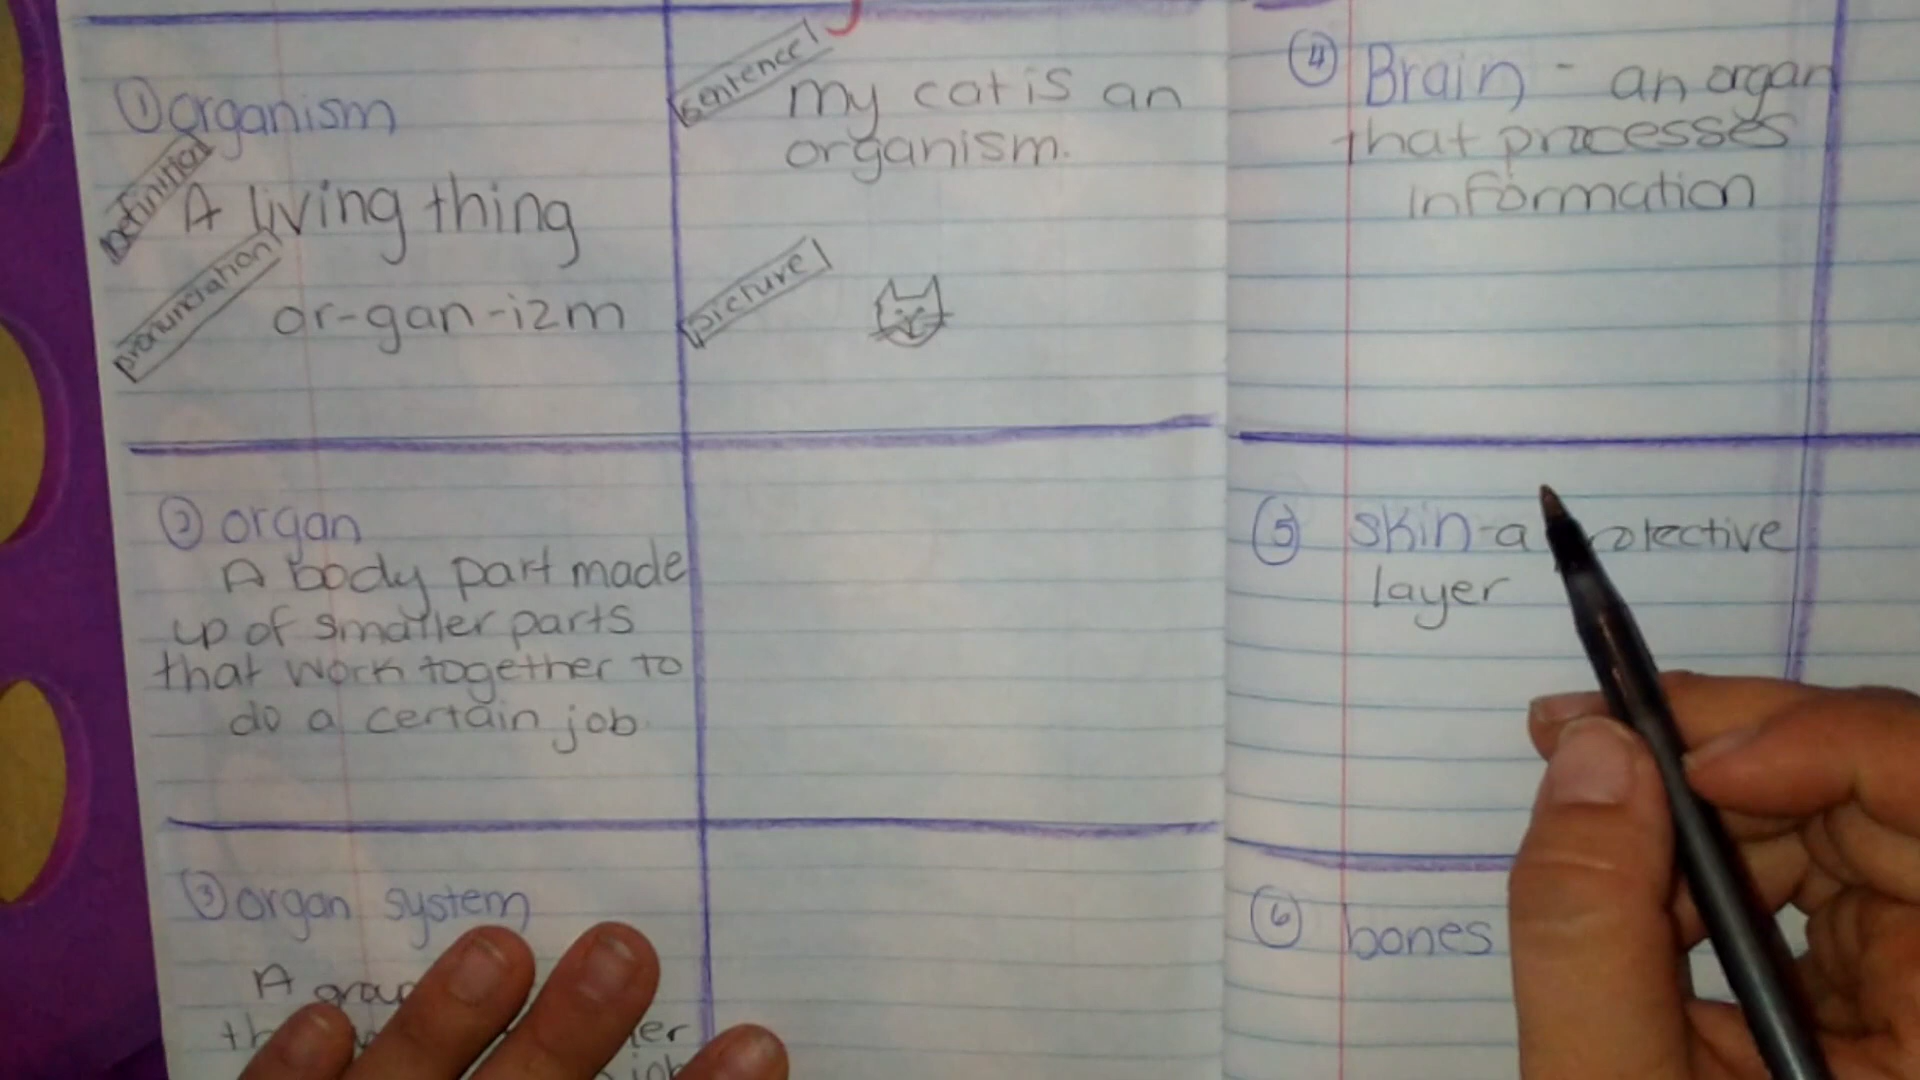 ① organism
Definition
A living thing
pronunciation
or-gan-izm
sentence
my cat is an
organism.
picture
② organ
A body part made
up of smaller parts
that work together to
do a certain job.
③ organ system
A
④ Brain - an organ
that processes
information
⑤ skin-a
layer
⑥ bones